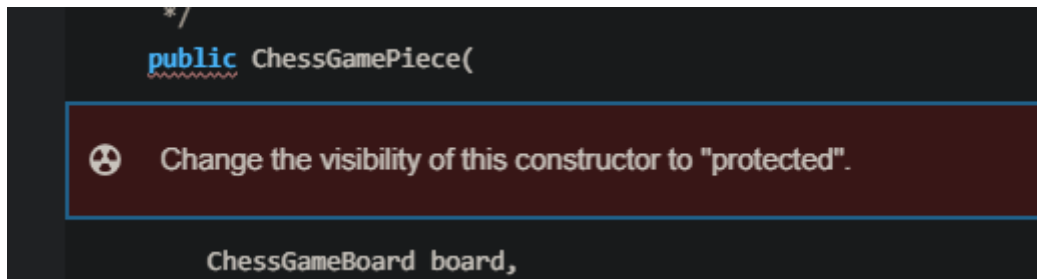 */
public ChessGamePiece(
Change the visibility of this constructor to "protected".
ChessGameBoard board,